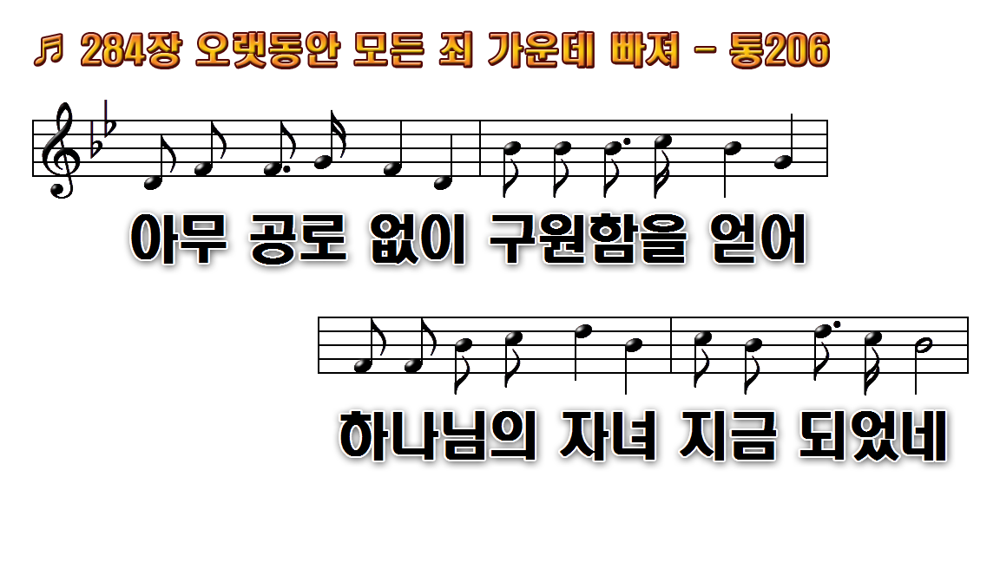 ♬ 284장 오랫동안 모든 죄 가운데 빠져 - 통206
아무 공로 없이 구원함을 얻어
하나님의 자녀 지금 되었네